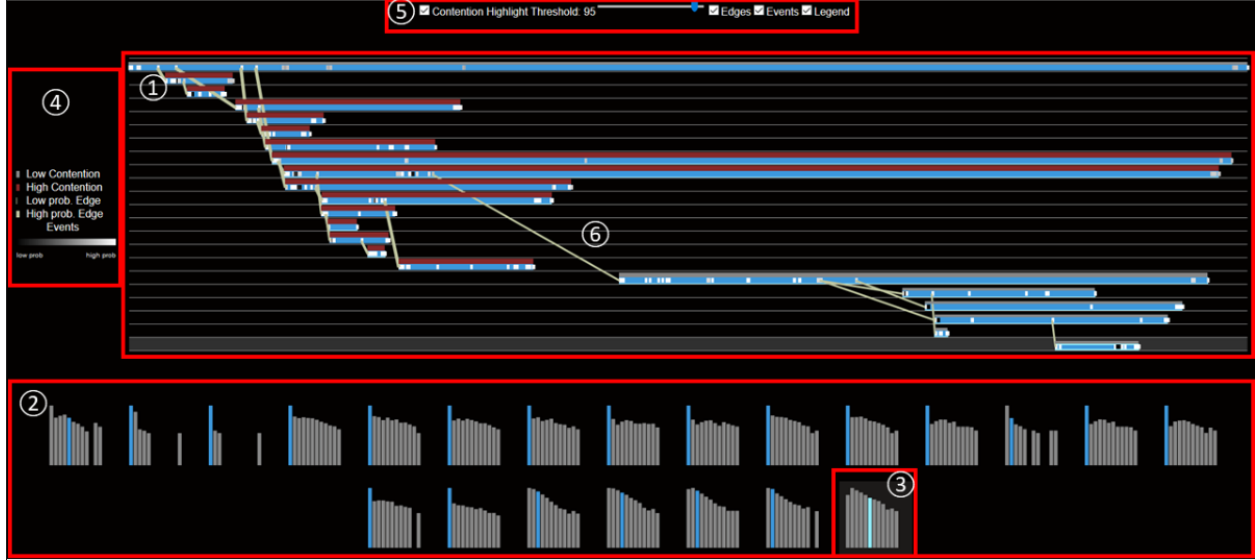 ⑤ Contention Highlight Threshold: 95 Edges Events Legend
①
④
Low Contention
High Contention
Low prob. Edge
High prob. Edge
Events
low prob high prob
⑥
②
③